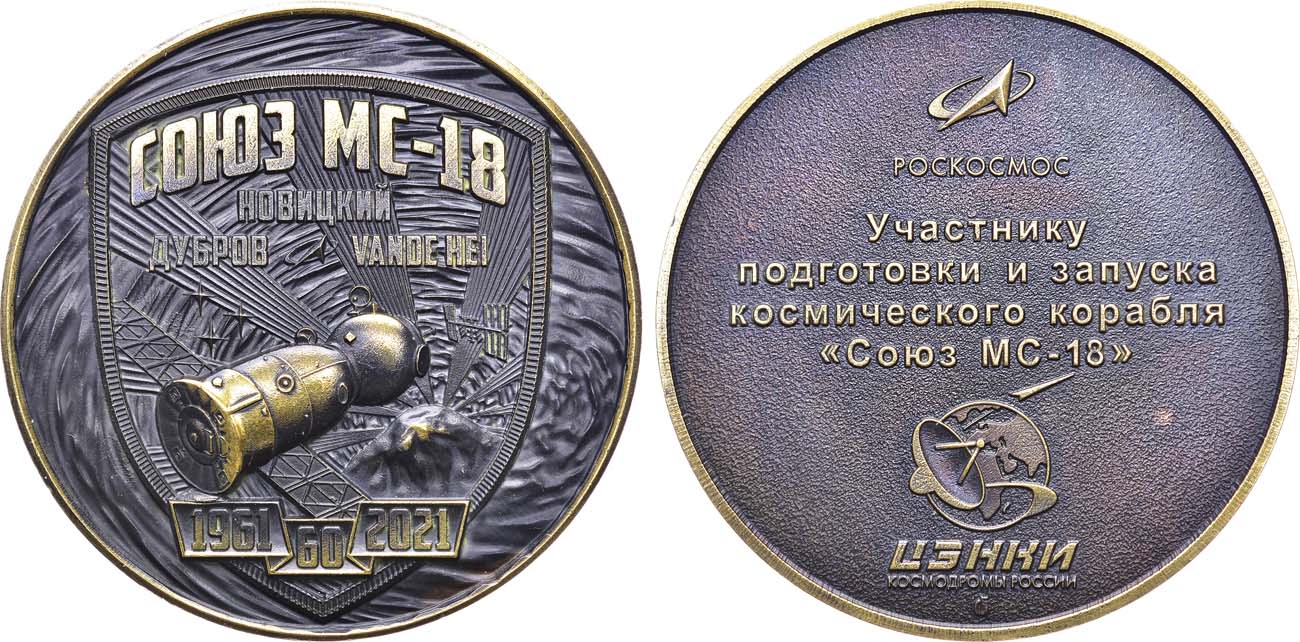 СОЮЗ МС-18
НОВИЦКИЙ
ДУБРОВ VANDE HEI
1961 60 2021
РОСКОСМОС
Участнику
подготовки и запуска
космического корабля
«Союз МС-18»
ЦЭНКИ
КОСМОДРОМЫ РОССИИ